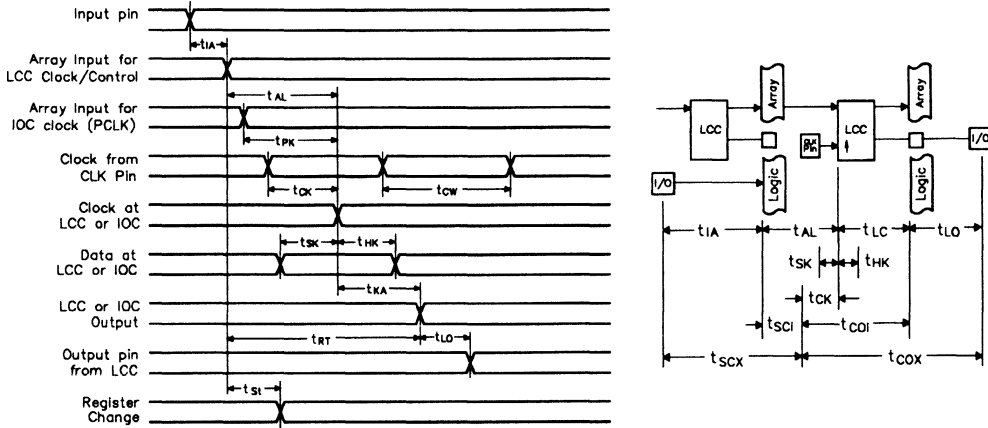 Input pin
tIA
Array Input for
LCC Clock/Control
tAL
Array Input for
IOC clock (PCLK)
tPK
Clock from
CLK Pin
tCK
tCW
Clock at
LCC or IOC
tSK
tHK
Data at
LCC or IOC
tKA
LCC or IOC
Output
tRT
tLO
Output pin
from LCC
tSt
Register
Change
Array
Array
LCC
LCC
Pin
I/O
I/O
Logic
Logic
tIA
tAL
tLC
tLO
tSK
tHK
tCK
tSCI
tCOI
tSCX
tCOX